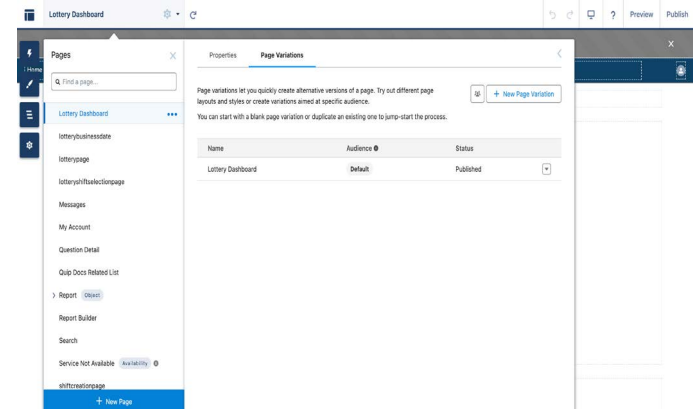 Lottery Dashboard
? Preview Publish
X
Home
Pages
Find a page...
Lottery Dashboard
lotterybusinessdate
lotterypage
lotteryshiftselectionpage
Messages
My Account
Question Detail
Quip Docs Related List
Report Object
Report Builder
Search
Service Not Available Availability
shiftcreationpage
+ New Page
Properties Page Variations
Page variations let you quickly create alternative versions of a page. Try out different page
layouts and styles or create variations aimed at specific audience.
You can start with a blank page variation or duplicate an existing one to jump-start the process.
+ New Page Variation
Name Audience Status
Lottery Dashboard Default Published